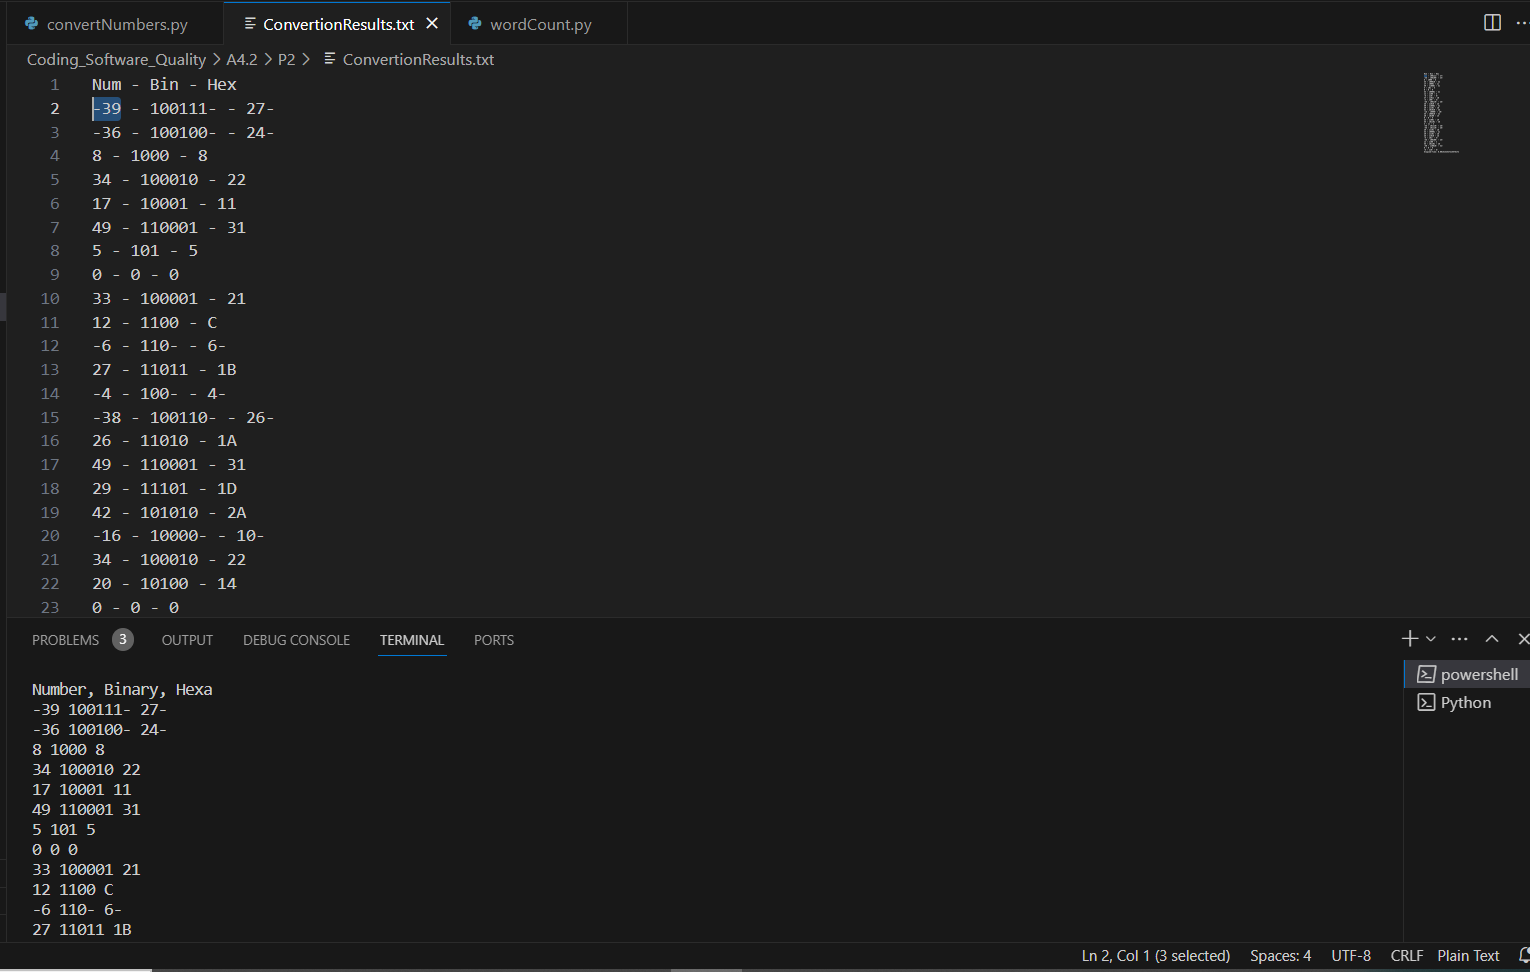 convertNumbers.py
ConvertionResults.txt
wordCount.py
Coding_Software_Quality > A4.2 > P2 > ConvertionResults.txt
1 Num - Bin - Hex
2 -39 - 100111- - 27-
3 -36 - 100100- - 24-
4 8 - 1000 - 8
5 34 - 100010 - 22
6 17 - 10001 - 11
7 49 - 110001 - 31
8 5 - 101 - 5
9 0 - 0 - 0
10 33 - 100001 - 21
11 12 - 1100 - C
12 -6 - 110- - 6-
13 27 - 11011 - 1B
14 -4 - 100- - 4-
15 -38 - 100110- - 26-
16 26 - 11010 - 1A
17 49 - 110001 - 31
18 29 - 11101 - 1D
19 42 - 101010 - 2A
20 -16 - 10000- - 10-
21 34 - 100010 - 22
22 20 - 10100 - 14
23 0 - 0 - 0
PROBLEMS 3 OUTPUT DEBUG CONSOLE TERMINAL PORTS
Number, Binary, Hexa
-39 100111- 27-
-36 100100- 24-
8 1000 8
34 100010 22
17 10001 11
49 110001 31
5 101 5
0 0 0
33 100001 21
12 1100 C
-6 110- 6-
27 11011 1B
powershell
Python
Ln 2, Col 1 (3 selected) Spaces: 4 UTF-8 CRLF Plain Text